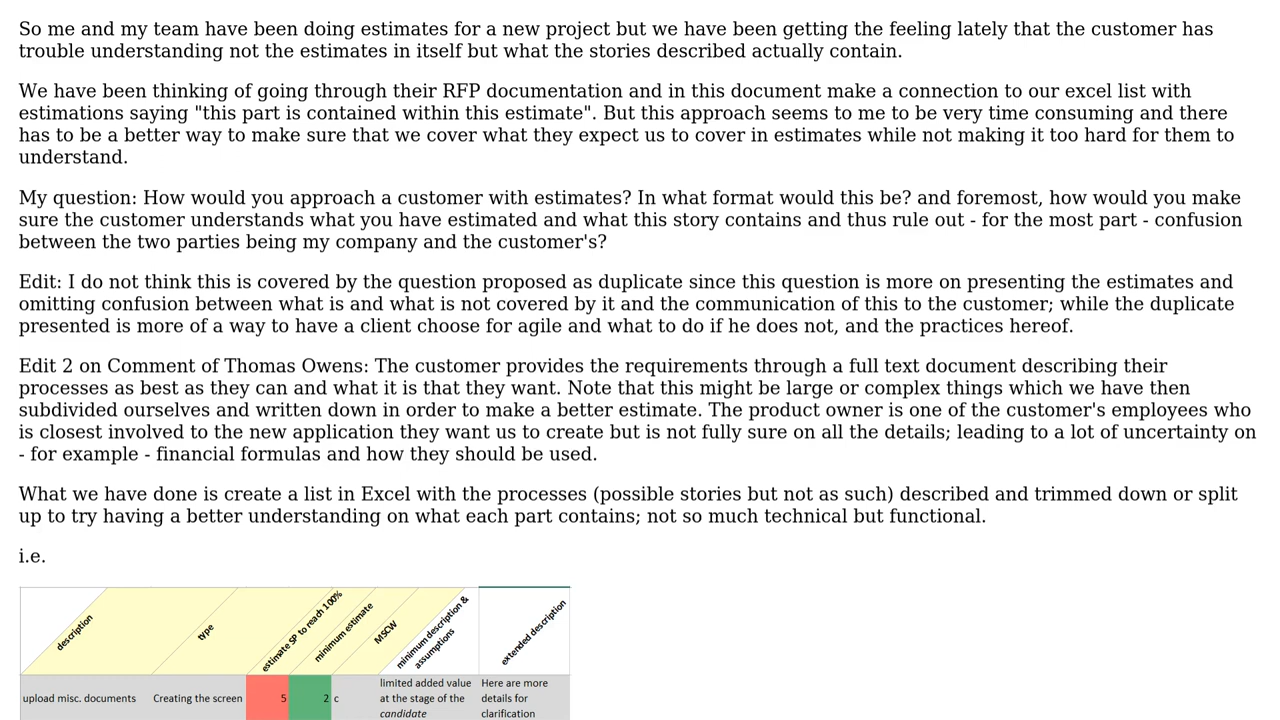 So me and my team have been doing estimates for a new project but we have been getting the feeling lately that the customer has
trouble understanding not the estimates in itself but what the stories described actually contain.
We have been thinking of going through their RFP documentation and in this document make a connection to our excel list with
estimations saying "this part is contained within this estimate". But this approach seems to me to be very time consuming and there
has to be a better way to make sure that we cover what they expect us to cover in estimates while not making it too hard for them to
understand.
My question: How would you approach a customer with estimates? In what format would this be? and foremost, how would you make
sure the customer understands what you have estimated and what this story contains and thus rule out - for the most part - confusion
between the two parties being my company and the customer's?
Edit: I do not think this is covered by the question proposed as duplicate since this question is more on presenting the estimates and
omitting confusion between what is and what is not covered by it and the communication of this to the customer; while the duplicate
presented is more of a way to have a client choose for agile and what to do if he does not, and the practices hereof.
Edit 2 on Comment of Thomas Owens: The customer provides the requirements through a full text document describing their
processes as best as they can and what it is that they want. Note that this might be large or complex things which we have then
subdivided ourselves and written down in order to make a better estimate. The product owner is one of the customer's employees who
is closest involved to the new application they want us to create but is not fully sure on all the details; leading to a lot of uncertainty on
- for example - financial formulas and how they should be used.
What we have done is create a list in Excel with the processes (possible stories but not as such) described and trimmed down or split
up to try having a better understanding on what each part contains; not so much technical but functional.
i.e.
description
type
estimate SP to reach 100%
minimum estimate
MSCW
minimum description &
assumptions
extended description
upload misc. documents
Creating the screen
5
2
c
limited added value
at the stage of the
candidate
Here are more
details for
clarification